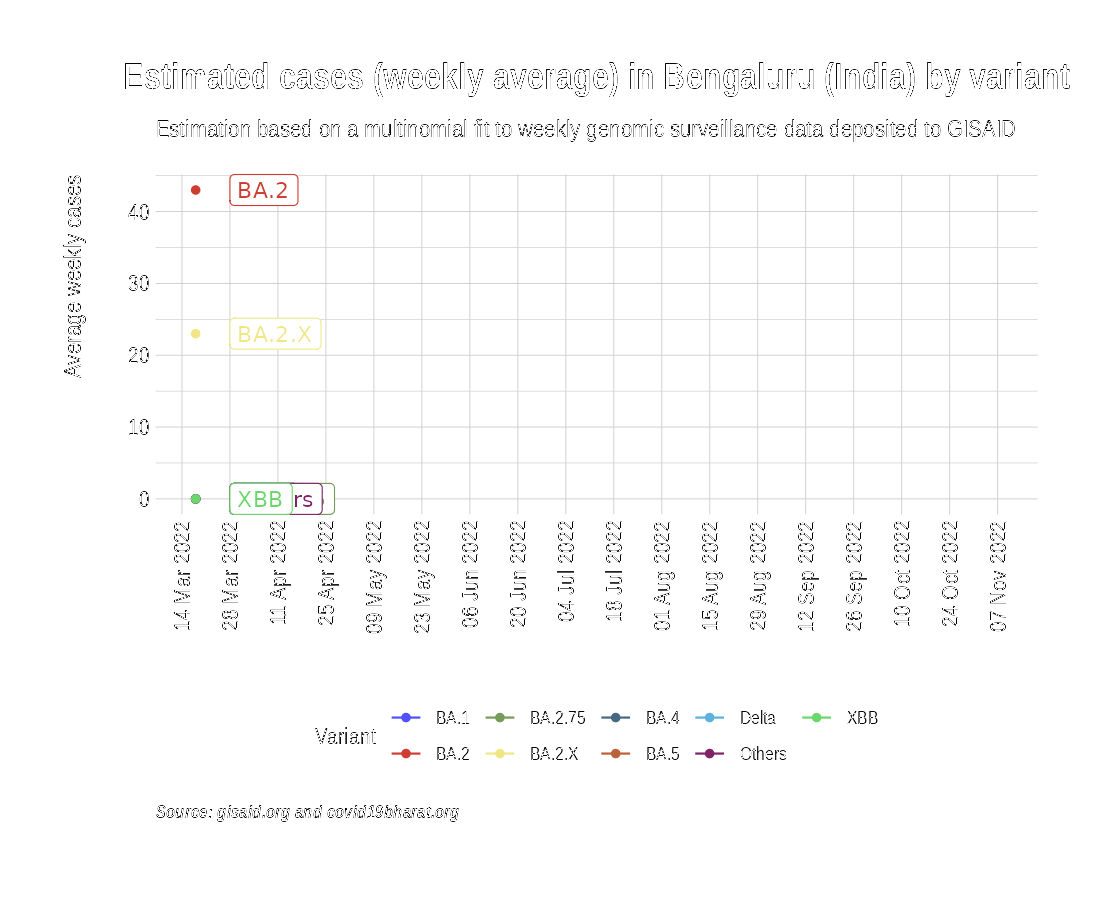 Estimated cases (weekly average) in Bengaluru (India) by variant
Estimation based on a multinomial fit to weekly genomic surveillance data deposited to GISAID
Average weekly cases
40
30
20
10
0
BA.2
BA.2.X
XBB
rs
14 Mar 2022
28 Mar 2022
11 Apr 2022
25 Apr 2022
09 May 2022
23 May 2022
06 Jun 2022
20 Jun 2022
04 Jul 2022
18 Jul 2022
01 Aug 2022
15 Aug 2022
29 Aug 2022
12 Sep 2022
26 Sep 2022
10 Oct 2022
24 Oct 2022
07 Nov 2022
Variant
BA.1 BA.2.75 BA.4 Delta XBB
BA.2 BA.2.X BA.5 Others
Source: gisaid.org and covid19bharat.org